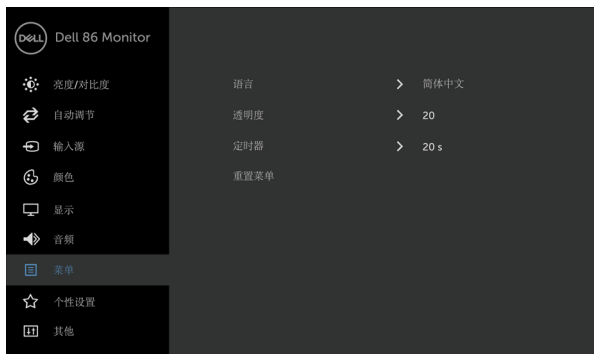 DELL Dell 86 Monitor
亮度/对比度
语言 > 简体中文
自动调节
透明度 > 20
输入源
定时器 > 20 s
颜色
重置菜单
显示
音频
菜单
个性设置
其他